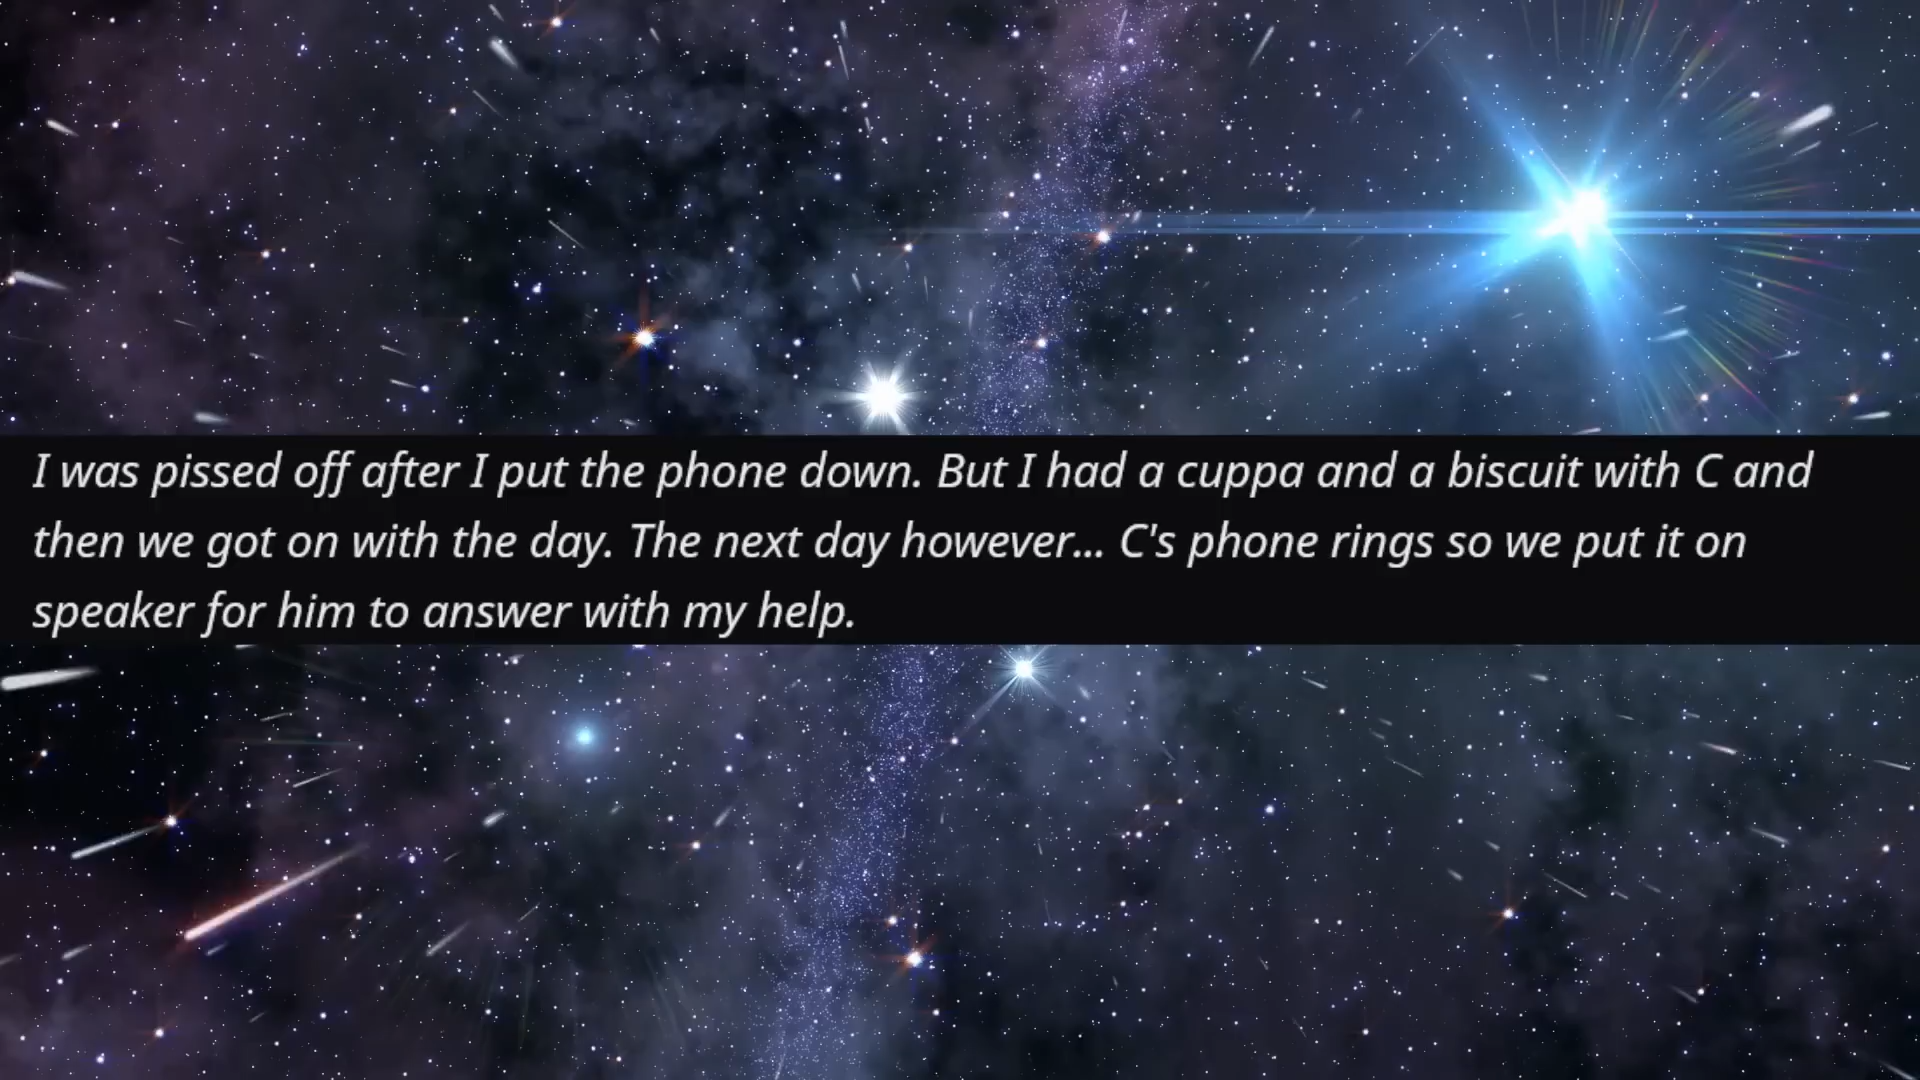 I was pissed off after I put the phone down. But I had a cuppa and a biscuit with C and
then we got on with the day. The next day however... C's phone rings so we put it on
speaker for him to answer with my help.